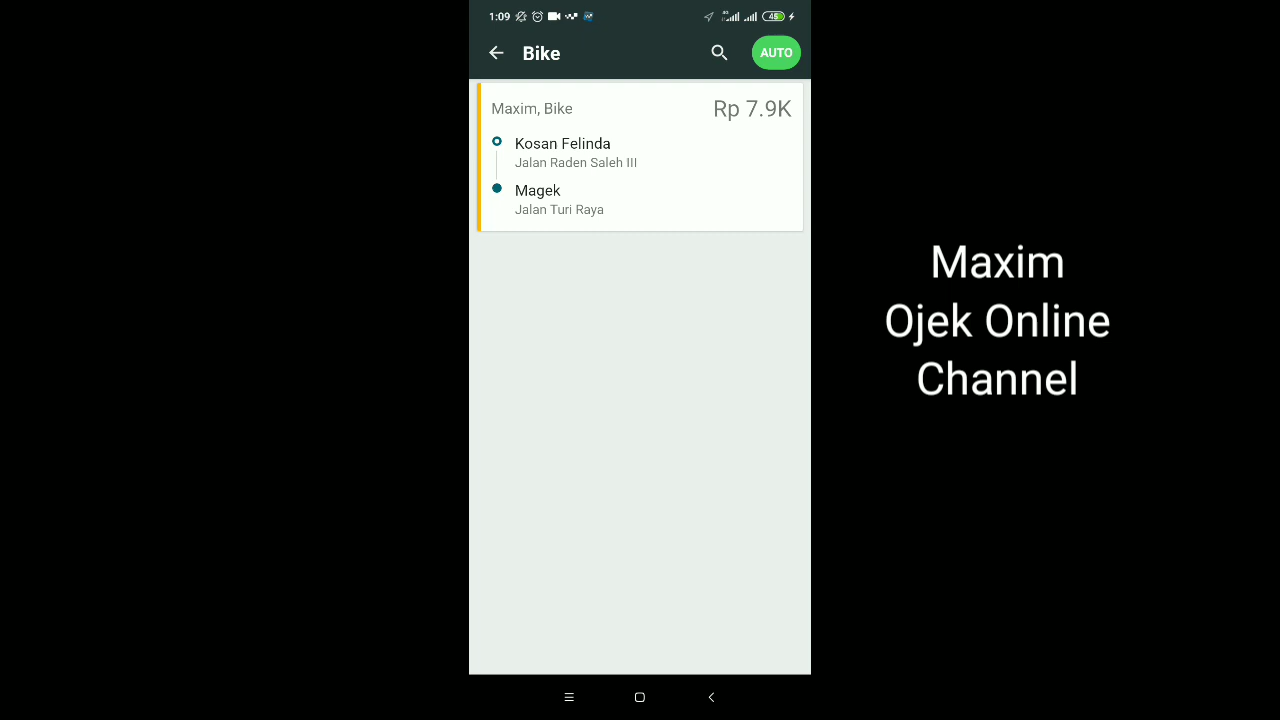 1:09
45
Bike
AUTO
Maxim, Bike
Rp 7.9K
Kosan Felinda
Jalan Raden Saleh III
Magek
Jalan Turi Raya
Maxim
Ojek Online
Channel